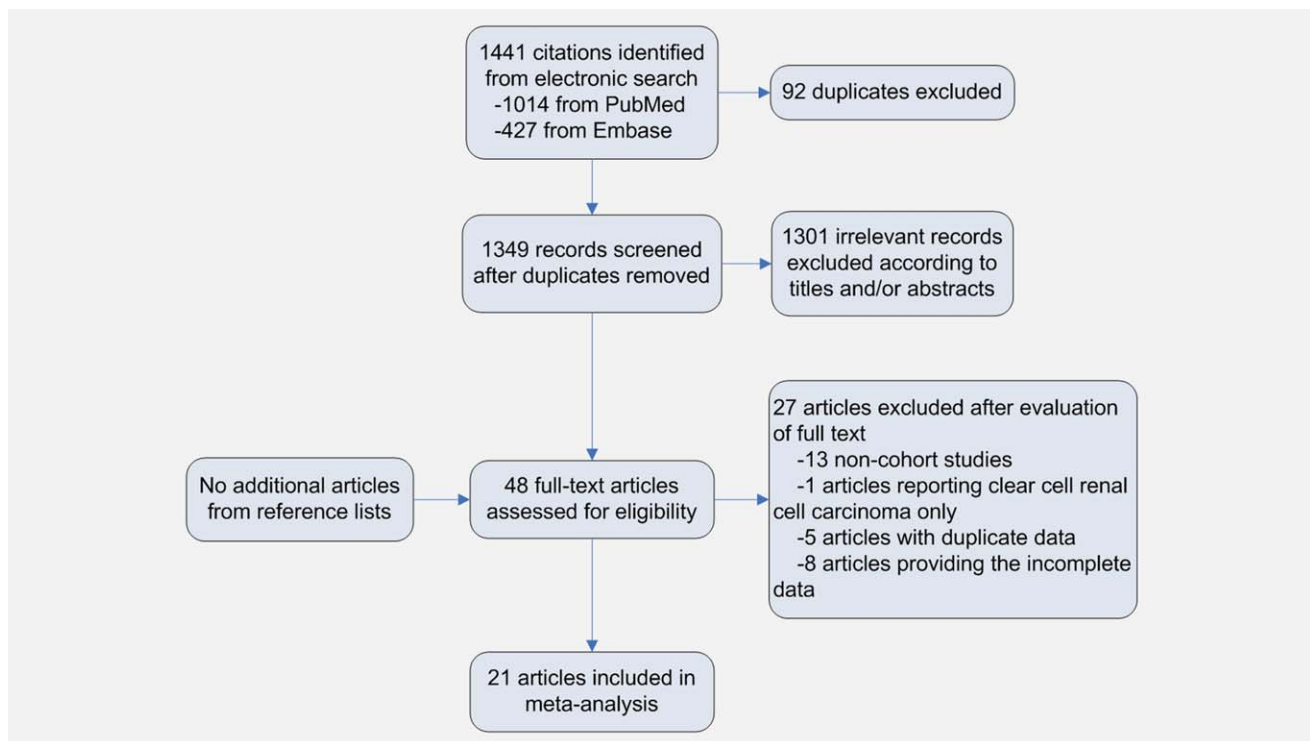 1441 citations identified
from electronic search
-1014 from PubMed
-427 from Embase
92 duplicates excluded
1349 records screened
after duplicates removed
1301 irrelevant records
excluded according to
titles and/or abstracts
No additional articles
from reference lists
48 full-text articles
assessed for eligibility
27 articles excluded after evaluation
of full text
-13 non-cohort studies
-1 articles reporting clear cell renal
cell carcinoma only
-5 articles with duplicate data
-8 articles providing the incomplete
data
21 articles included in
meta-analysis